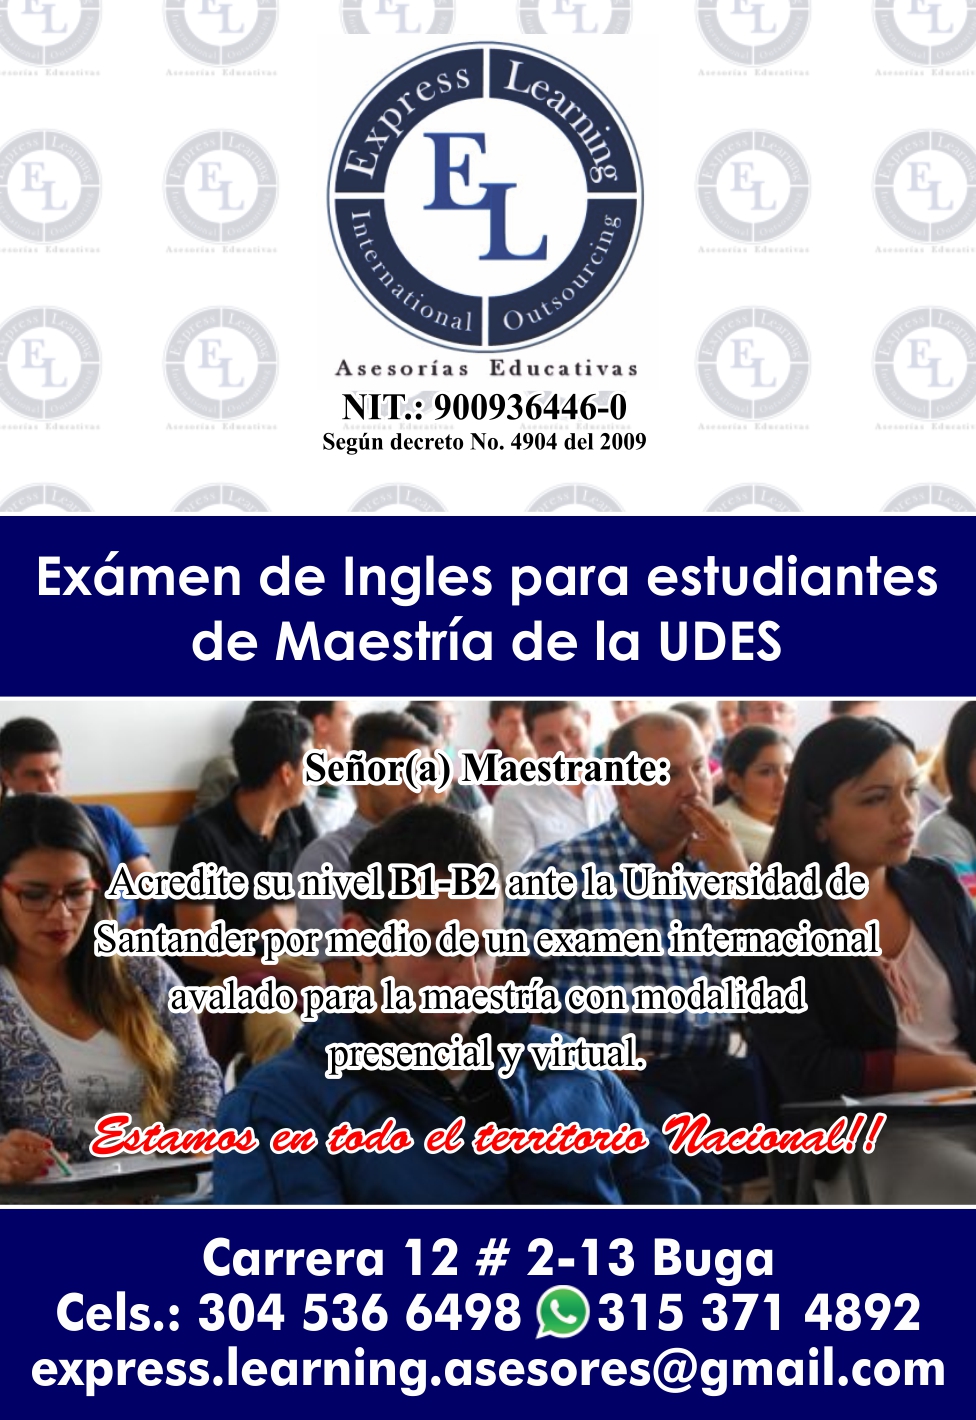 Express Learning
EL
International Outsourcing
Asesorías Educativas
NIT.: 900936446-0
Según decreto No. 4904 del 2009
Exámen de Ingles para estudiantes
de Maestría de la UDES
Señor(a) Maestrante:
Acredite su nivel B1-B2 ante la Universidad de
Santander por medio de un examen internacional
avalado para la maestría con modalidad
presencial y virtual.
Estamos en todo el territorio Nacional!!
Carrera 12 # 2-13 Buga
Cels.: 304 536 6498 315 371 4892
express.learning.asesores@gmail.com